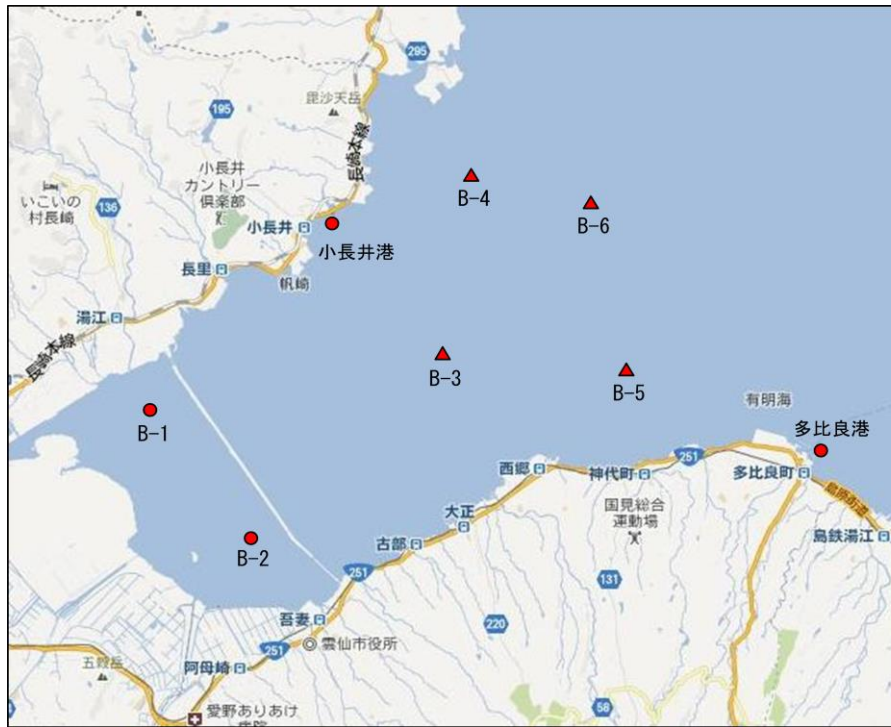 295
毘沙天岳
195
長崎本線
小長井
カントリー
倶楽部
いこいの
村長崎
136
B-4
B-6
小長井
小長井港
長里
帆崎
湯江
長崎本線
B-3
B-5
B-1
有明海
多比良港
西郷
神代町
251
多比良町
国見総合
運動場
島原街道
大正
古部
島鉄湯江
B-2
251
131
吾妻
220
251
雲仙市役所
阿母崎
五穀岳
58
愛野ありあけ
病院